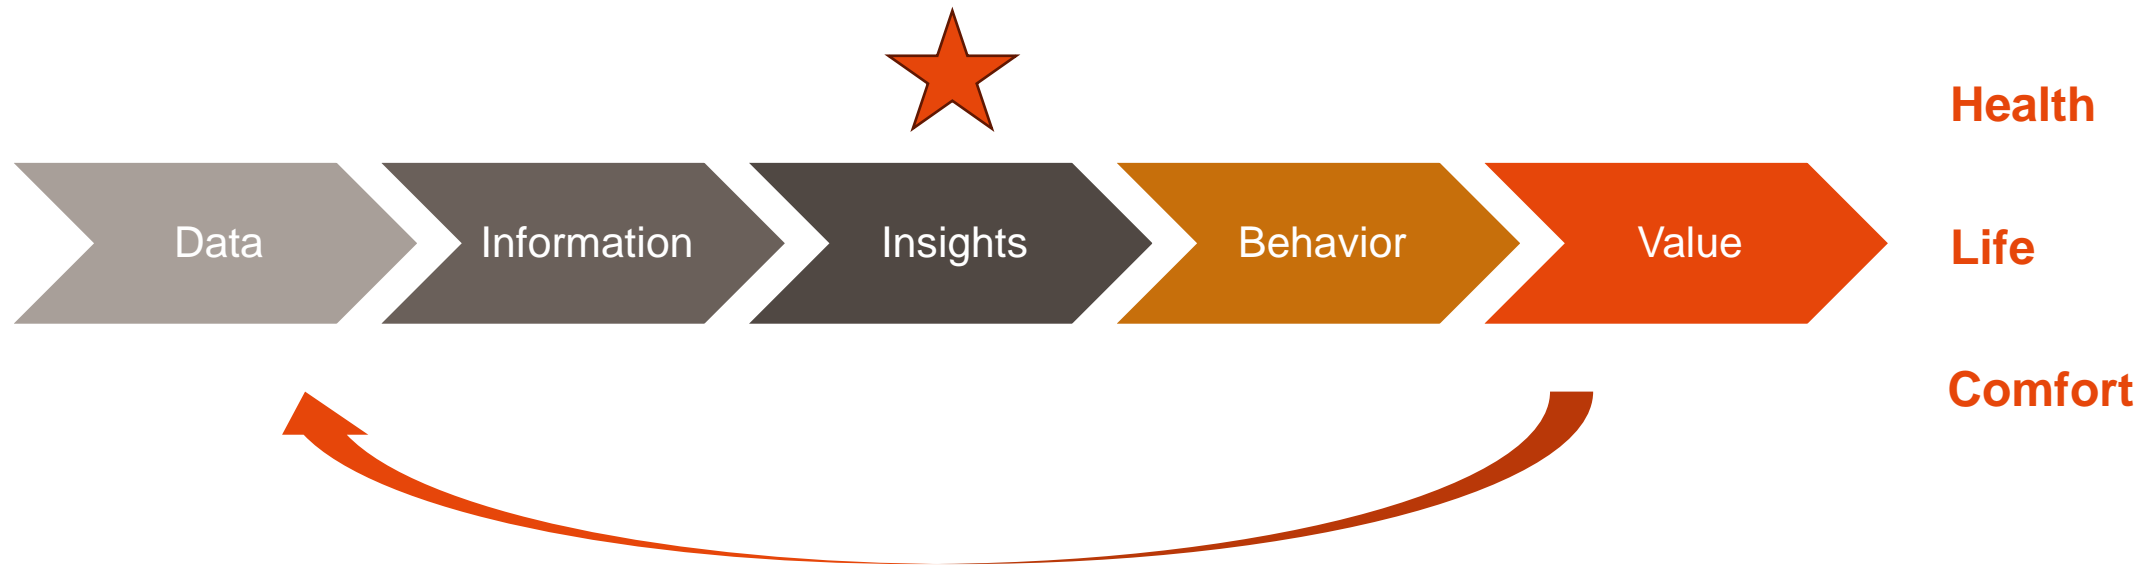 Health
Data
Information
Insights
Behavior
Value
Life
Comfort